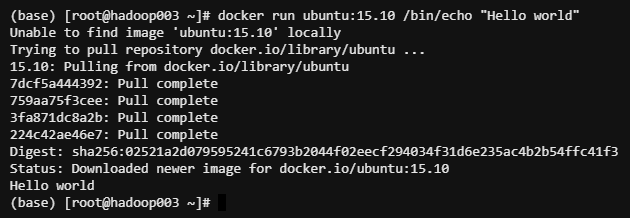 (base) [root@hadoop003 ~]# docker run ubuntu:15.10 /bin/echo "Hello world"
Unable to find image 'ubuntu:15.10' locally
Trying to pull repository docker.io/library/ubuntu ...
15.10: Pulling from docker.io/library/ubuntu
7dcf5a444392: Pull complete
759aa75f3cee: Pull complete
3fa871dc8a2b: Pull complete
224c42ae46e7: Pull complete
Digest: sha256:02521a2d079595241c6793b2044f02eecf294034f31d6e235ac4b2b54ffc41f3
Status: Downloaded newer image for docker.io/ubuntu:15.10
Hello world
(base) [root@hadoop003 ~]#